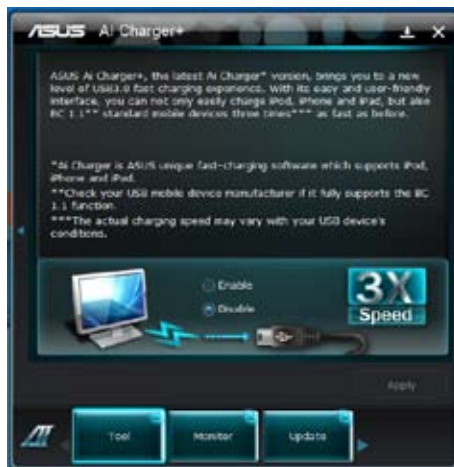 ASUS Ai Charger+
ASUS Ai Charger+, the latest Ai Charger* version, brings you to a new
level of USB3.0 fast charging experience. With its easy and user-friendly
interface, you can not only easily charge iPod, iPhone and iPad, but also
BC 1.1** standard mobile devices three times*** as fast as before.
*Ai Charger is ASUS unique fast-charging software which supports iPod,
iPhone and iPad.
**Check your USB mobile device manufacturer if it fully supports the BC
1.1 function.
***The actual charging speed may vary with your USB device's
conditions.
Enable
Disable
3X
Speed
Apply
Tool
Monitor
Update